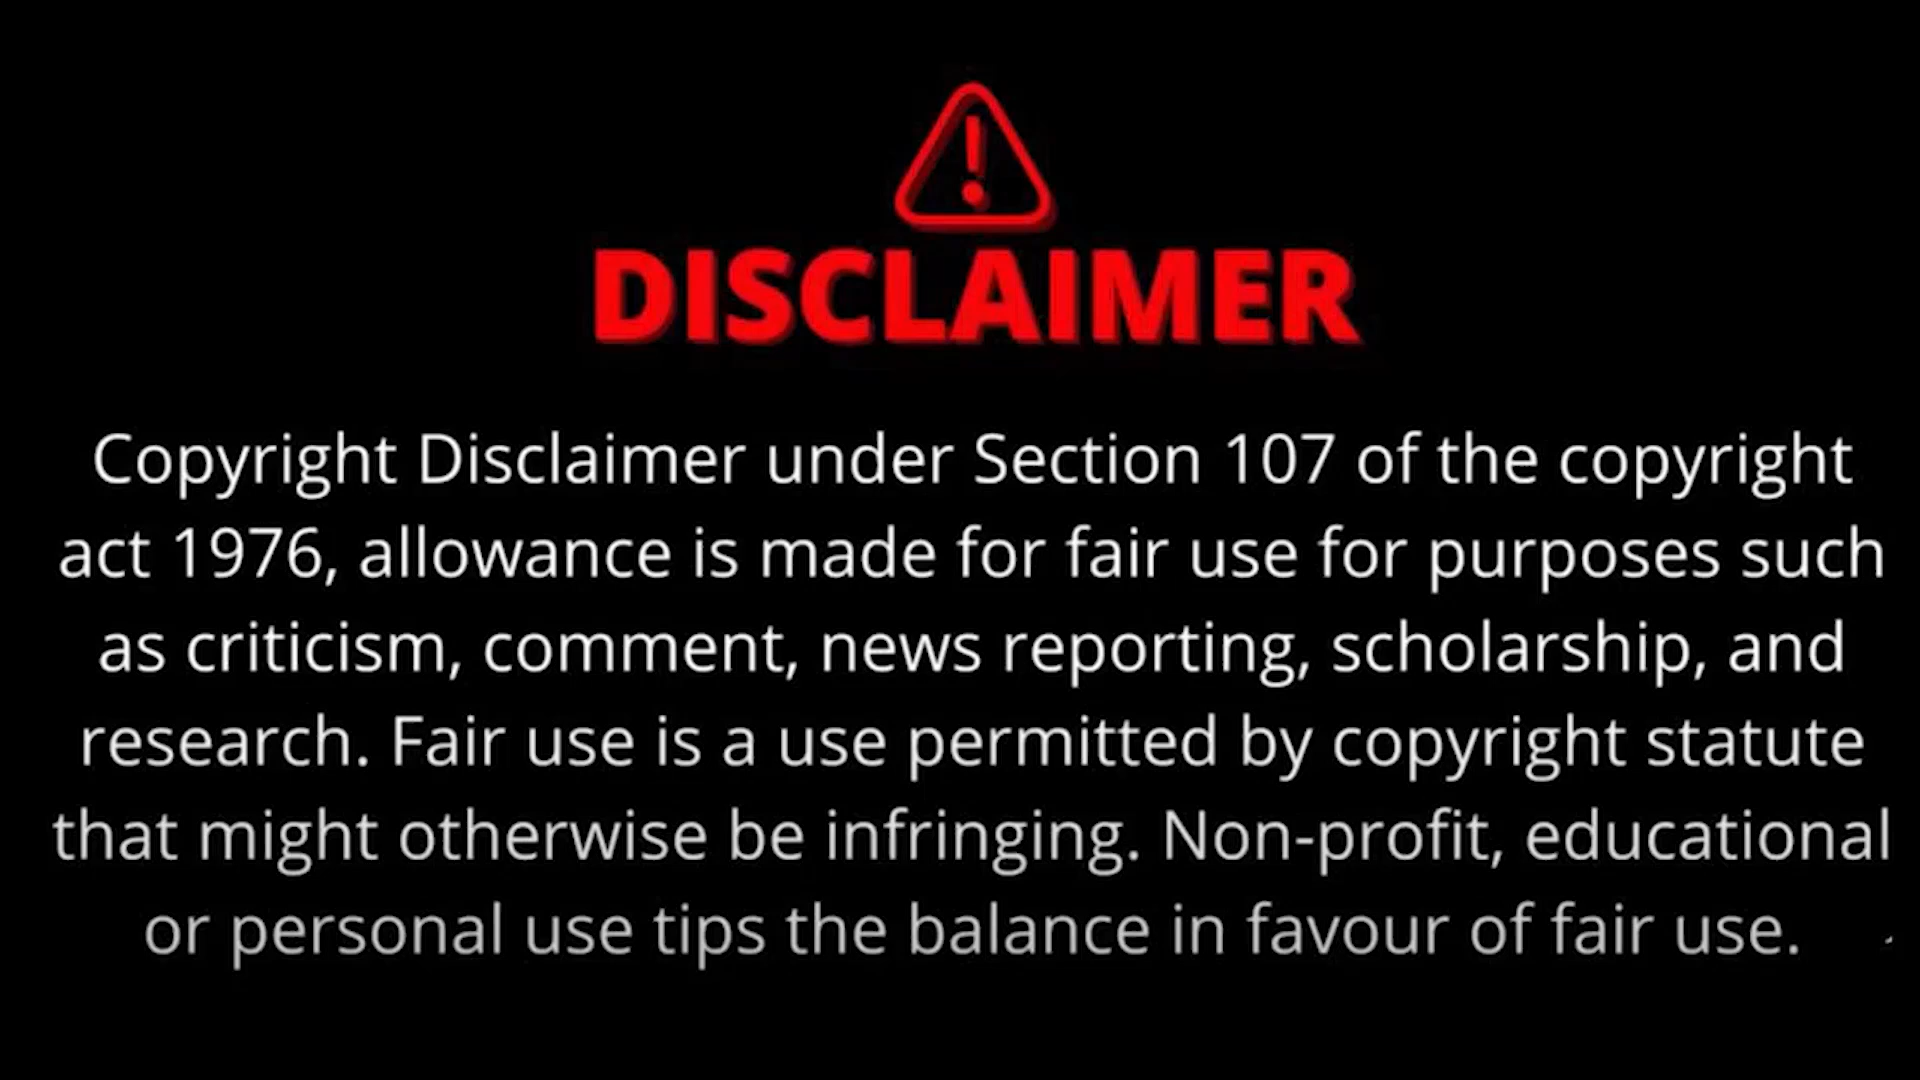 !
DISCLAIMER
Copyright Disclaimer under Section 107 of the copyright
act 1976, allowance is made for fair use for purposes such
as criticism, comment, news reporting, scholarship, and
research. Fair use is a use permitted by copyright statute
that might otherwise be infringing. Non-profit, educational
or personal use tips the balance in favour of fair use.